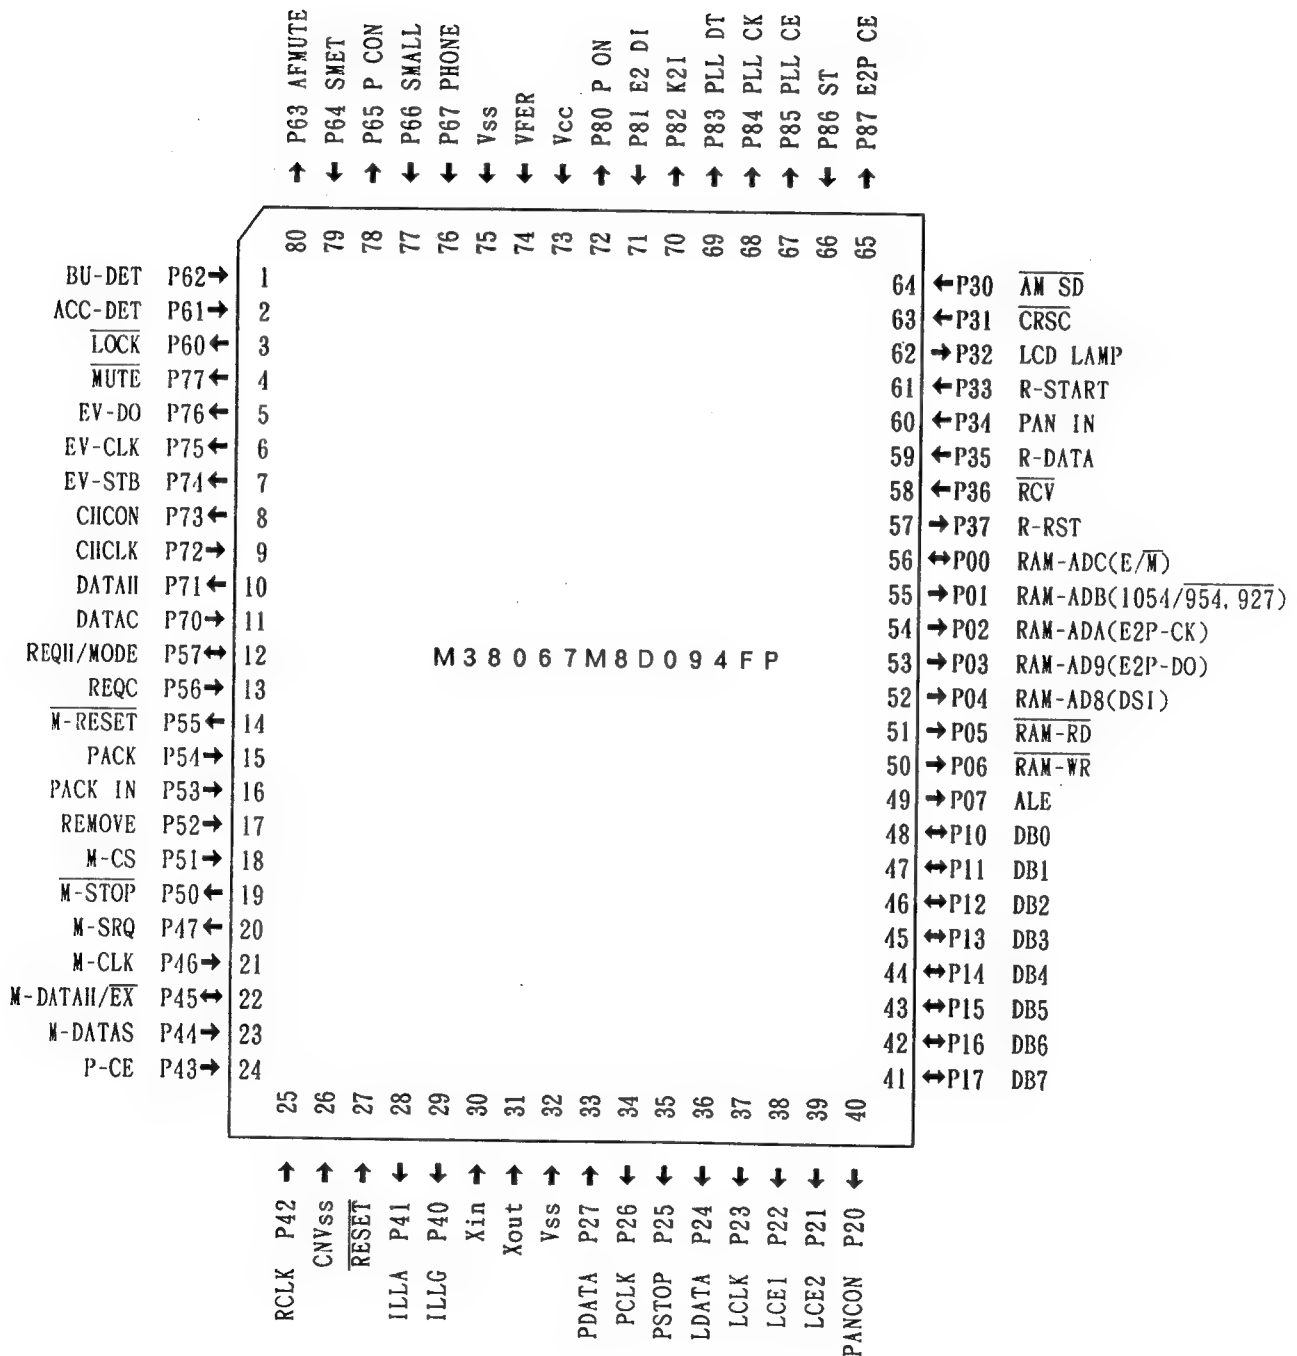 P63 AFMUTE
P64 SMET
P65 P CON
P66 SMALL
P67 PHONE
Vss
VFER
Vcc
P80 P ON
P81 E2 DI
P82 K2I
P83 PLL DT
P84 PLL CK
P85 PLL CE
P86 ST
P87 E2P CE
80 79 78 77 76 75 74 73 72 71 70 69 68 67 66 65
BU-DET P62→ 1
ACC-DET P61→ 2
LOCK P60← 3
MUTE P77← 4
EV-DO P76← 5
EV-CLK P75← 6
EV-STB P74← 7
CHCON P73← 8
CHCLK P72→ 9
DATAH P71← 10
DATAC P70→ 11
REQH/MODE P57↔ 12
REQC P56→ 13
M-RESET P55← 14
PACK P54→ 15
PACK IN P53→ 16
REMOVE P52→ 17
M-CS P51→ 18
M-STOP P50← 19
M-SRQ P47← 20
M-CLK P46→ 21
M-DATAH/EX P45↔ 22
M-DATAS P44→ 23
P-CE P43→ 24
M38067M8D094FP
64 ←P30 AM SD
63 ←P31 CRSC
62 →P32 LCD LAMP
61 ←P33 R-START
60 ←P34 PAN IN
59 ←P35 R-DATA
58 ←P36 RCV
57 →P37 R-RST
56 ↔P00 RAM-ADC(E/M)
55 →P01 RAM-ADB(1054/954,927)
54 →P02 RAM-ADA(E2P-CK)
53 →P03 RAM-AD9(E2P-DO)
52 →P04 RAM-AD8(DSI)
51 →P05 RAM-RD
50 →P06 RAM-WR
49 →P07 ALE
48 ↔P10 DB0
47 ↔P11 DB1
46 ↔P12 DB2
45 ↔P13 DB3
44 ↔P14 DB4
43 ↔P15 DB5
42 ↔P16 DB6
41 ↔P17 DB7
25 26 27 28 29 30 31 32 33 34 35 36 37 38 39 40
RCLK P42
CNVss
RESET
ILLA P41
ILLG P40
Xin
Xout
Vss
PDATA P27
PCLK P26
PSTOP P25
LDATA P24
LCLK P23
LCE1 P22
LCE2 P21
PANCON P20